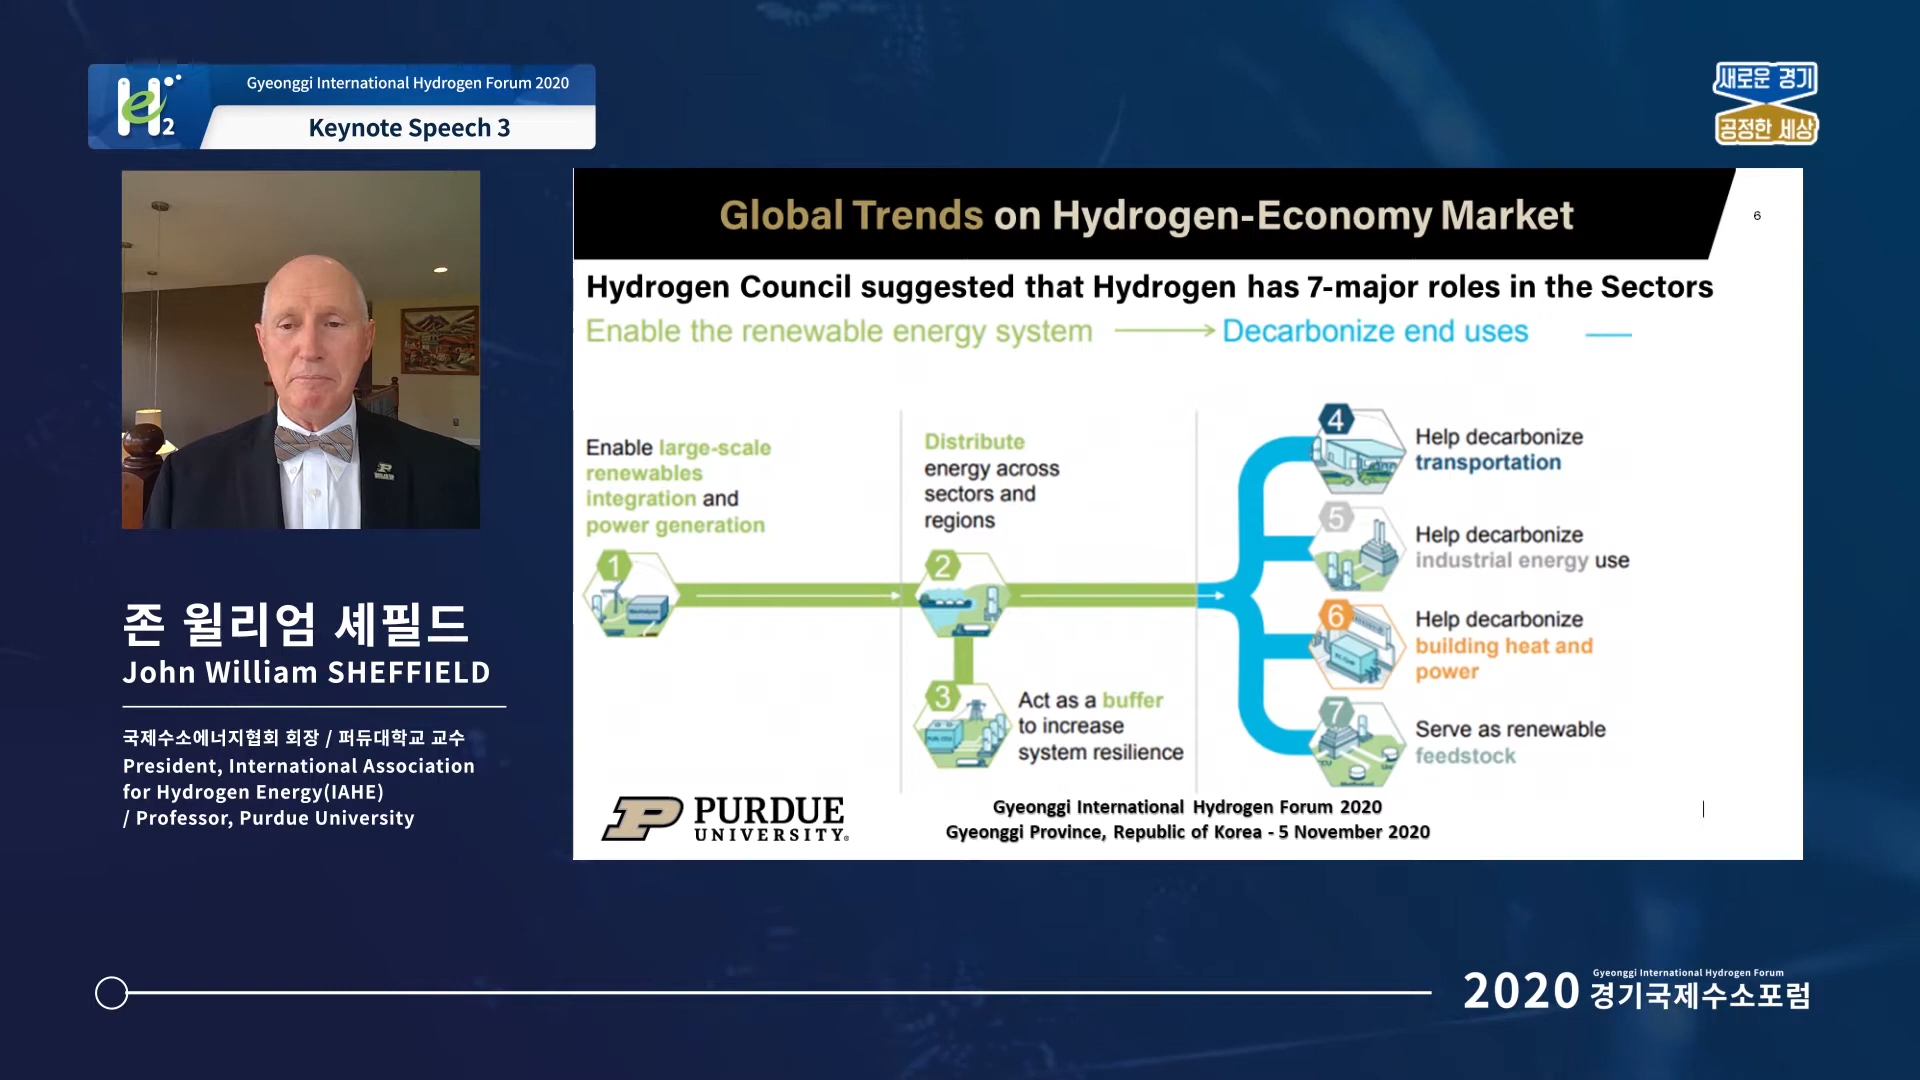 Gyeonggi International Hydrogen Forum 2020
Keynote Speech 3
H2
새로운 경기
공정한 세상
Global Trends on Hydrogen-Economy Market
6
Hydrogen Council suggested that Hydrogen has 7-major roles in the Sectors
Enable the renewable energy system
Decarbonize end uses
Enable large-scale
renewables
integration and
power generation
1
Distribute
energy across
sectors and
regions
2
3
Act as a buffer
to increase
system resilience
4
Help decarbonize
transportation
5
Help decarbonize
industrial energy use
6
Help decarbonize
building heat and
power
7
Serve as renewable
feedstock
PURDUE
UNIVERSITY®
Gyeonggi International Hydrogen Forum 2020
Gyeonggi Province, Republic of Korea - 5 November 2020
존 윌리엄 셰필드
John William SHEFFIELD
국제수소에너지협회 회장 / 퍼듀대학교 교수
President, International Association
for Hydrogen Energy(IAHE)
/ Professor, Purdue University
Gyeonggi International Hydrogen Forum
2020 경기국제수소포럼